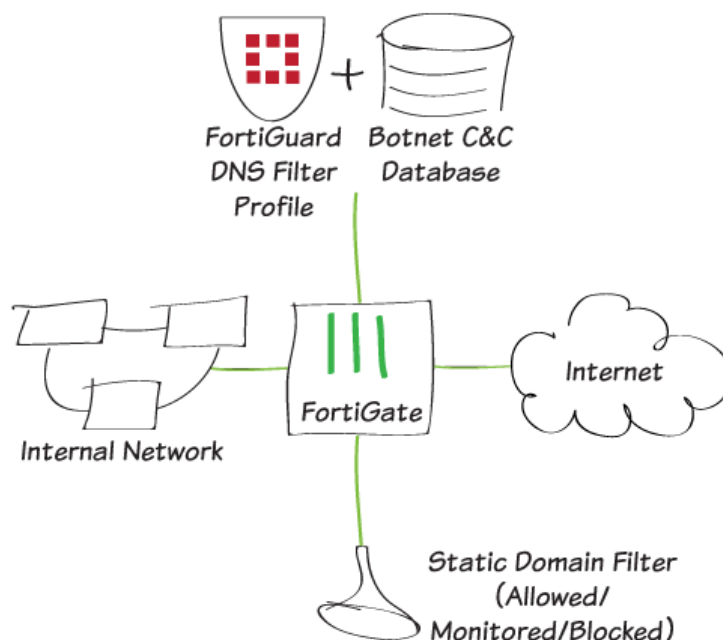 FortiGuard
DNS Filter
Profile
Botnet C&C
Database
Internet
FortiGate
Internal Network
Static Domain Filter
(Allowed/
Monitored/Blocked)